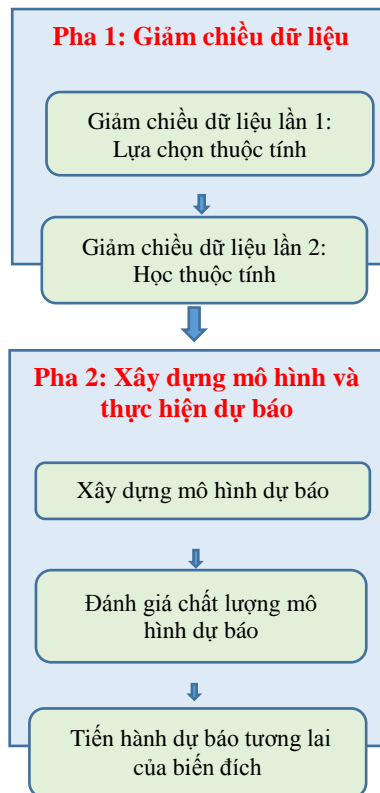 Pha 1: Giảm chiều dữ liệu
Giảm chiều dữ liệu lần 1:
Lựa chọn thuộc tính
Giảm chiều dữ liệu lần 2:
Học thuộc tính
Pha 2: Xây dựng mô hình và
thực hiện dự báo
Xây dựng mô hình dự báo
Đánh giá chất lượng mô
hình dự báo
Tiến hành dự báo tương lai
của biến đích